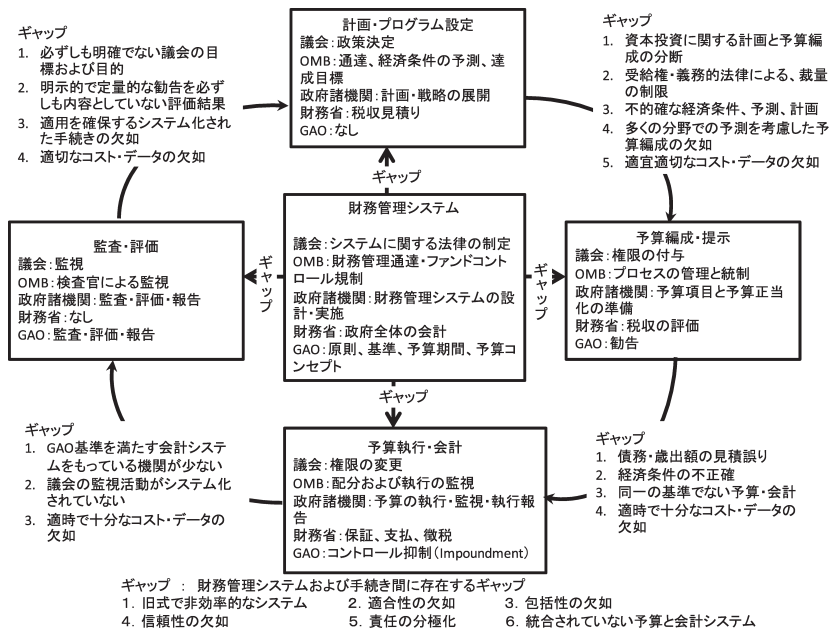 ギャップ
1. 必ずしも明確でない議会の目
標および目的
2. 明示的で定量的な勧告を必ず
しも内容としていない評価結果
3. 適用を確保するシステム化され
た手続きの欠如
4. 適切なコスト・データの欠如
計画・プログラム設定
議会：政策決定
OMB：通達、経済条件の予測、達
成目標
政府諸機関：計画・戦略の展開
財務省：税収見積り
GAO：なし
ギャップ
1. 資本投資に関する計画と予算編
成の分断
2. 受給権・義務的法律による、裁量
の制限
3. 不的確な経済条件、予測、計画
4. 多くの分野での予測を考慮した予
算編成の欠如
5. 適宜適切なコスト・データの欠如
ギャップ
監査・評価
議会：監視
OMB：検査官による監視
政府諸機関：監査・評価・報告
財務省：なし
GAO：監査・評価・報告
ギャップ
財務管理システム
議会：システムに関する法律の制定
OMB：財務管理通達・ファンドコント
ロール規制
政府諸機関：財務管理システムの設
計・実施
財務省：政府全体の会計
GAO：原則、基準、予算期間、予算コ
ンセプト
ギャップ
予算編成・提示
議会：権限の付与
OMB：プロセスの管理と統制
政府諸機関：予算項目と予算正当
化の準備
財務省：税収の評価
GAO：勧告
ギャップ
ギャップ
1. GAO基準を満たす会計システ
ムをもっている機関が少ない
2. 議会の監視活動がシステム化
されていない
3. 適時で十分なコスト・データの
欠如
予算執行・会計
議会：権限の変更
OMB：配分および執行の監視
政府諸機関：予算の執行・監視・執行報
告
財務省：保証、支払、徴税
GAO：コントロール抑制（Impoundment）
ギャップ
1. 債務・歳出額の見積誤り
2. 経済条件の不正確
3. 同一の基準でない予算・会計
4. 適時で十分なコスト・データの
欠如
ギャップ ： 財務管理システムおよび手続き間に存在するギャップ
1. 旧式で非効率的なシステム 2. 適合性の欠如 3. 包括性の欠如
4. 信頼性の欠如 5. 責任の分極化 6. 統合されていない予算と会計システム